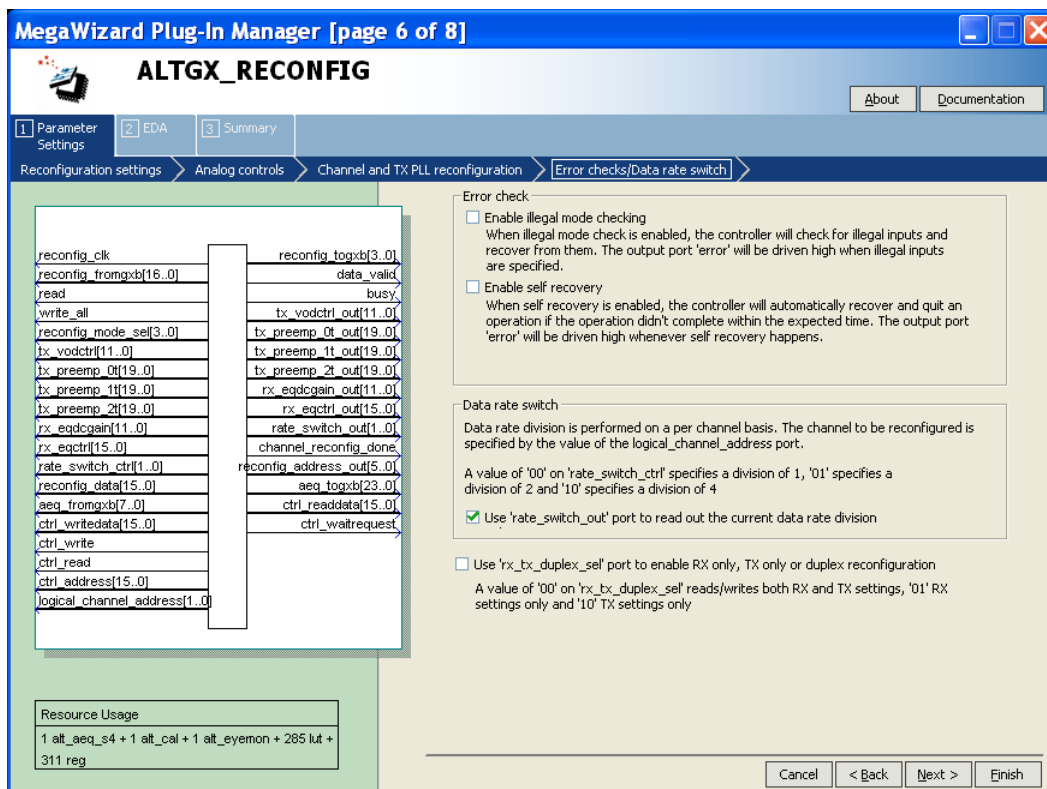 MegaWizard Plug-In Manager [page 6 of 8]
ALTGX_RECONFIG
About
Documentation
1 Parameter Settings
2 EDA
3 Summary
Reconfiguration settings
Analog controls
Channel and TX PLL reconfiguration
Error checks/Data rate switch
reconfig_clk
reconfig_fromgxb[16..0]
read
write_all
reconfig_mode_sel[3..0]
tx_vodctrl[11..0]
tx_preemp_0t[19..0]
tx_preemp_1t[19..0]
tx_preemp_2t[19..0]
rx_eqdcgain[11..0]
rx_eqctrl[15..0]
rate_switch_ctrl[1..0]
reconfig_data[15..0]
aeq_fromgxb[7..0]
ctrl_writedata[15..0]
ctrl_write
ctrl_read
ctrl_address[15..0]
logical_channel_address[1..0]
reconfig_togxb[3..0]
data_valid
busy
tx_vodctrl_out[11..0]
tx_preemp_0t_out[19..0]
tx_preemp_1t_out[19..0]
tx_preemp_2t_out[19..0]
rx_eqdcgain_out[11..0]
rx_eqctrl_out[15..0]
rate_switch_out[1..0]
channel_reconfig_done
reconfig_address_out[5..0]
aeq_togxb[23..0]
ctrl_readdata[15..0]
ctrl_waitrequest
Resource Usage
1 alt_aeq_s4 + 1 alt_cal + 1 alt_eyemon + 285 lut +
311 reg
Error check
Enable illegal mode checking
When illegal mode check is enabled, the controller will check for illegal inputs and
recover from them. The output port 'error' will be driven high when illegal inputs
are specified.
Enable self recovery
When self recovery is enabled, the controller will automatically recover and quit an
operation if the operation didn't complete within the expected time. The output port
'error' will be driven high whenever self recovery happens.
Data rate switch
Data rate division is performed on a per channel basis. The channel to be reconfigured is
specified by the value of the logical_channel_address port.
A value of '00' on 'rate_switch_ctrl' specifies a division of 1, '01' specifies a
division of 2 and '10' specifies a division of 4
Use 'rate_switch_out' port to read out the current data rate division
Use 'rx_tx_duplex_sel' port to enable RX only, TX only or duplex reconfiguration
A value of '00' on 'rx_tx_duplex_sel' reads/writes both RX and TX settings, '01' RX
settings only and '10' TX settings only
Cancel
< Back
Next >
Finish